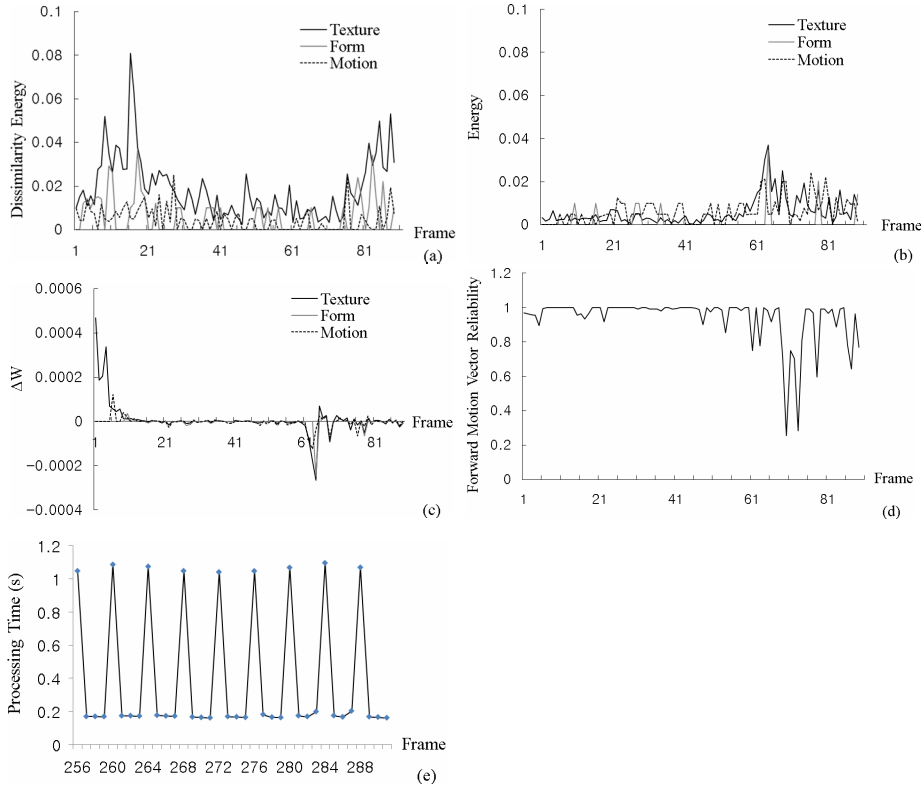 0.1
0.08
0.06
0.04
0.02
0
Dissimilarity Energy
Texture
Form
Motion
1 21 41 61 81
Frame
(a)
0.1
0.08
0.06
0.04
0.02
0
Energy
Texture
Form
Motion
1 21 41 61 81
Frame
(b)
0.0006
0.0004
0.0002
0
−0.0002
−0.0004
ΔW
Texture
Form
Motion
1 21 41 6 81
Frame
(c)
1.2
1
0.8
0.6
0.4
0.2
0
Forward Motion Vector Reliability
1 21 41 61 81
Frame
(d)
1.2
1
0.8
0.6
0.4
0.2
0
Processing Time (s)
256 260 264 268 272 276 280 284 288
Frame
(e)